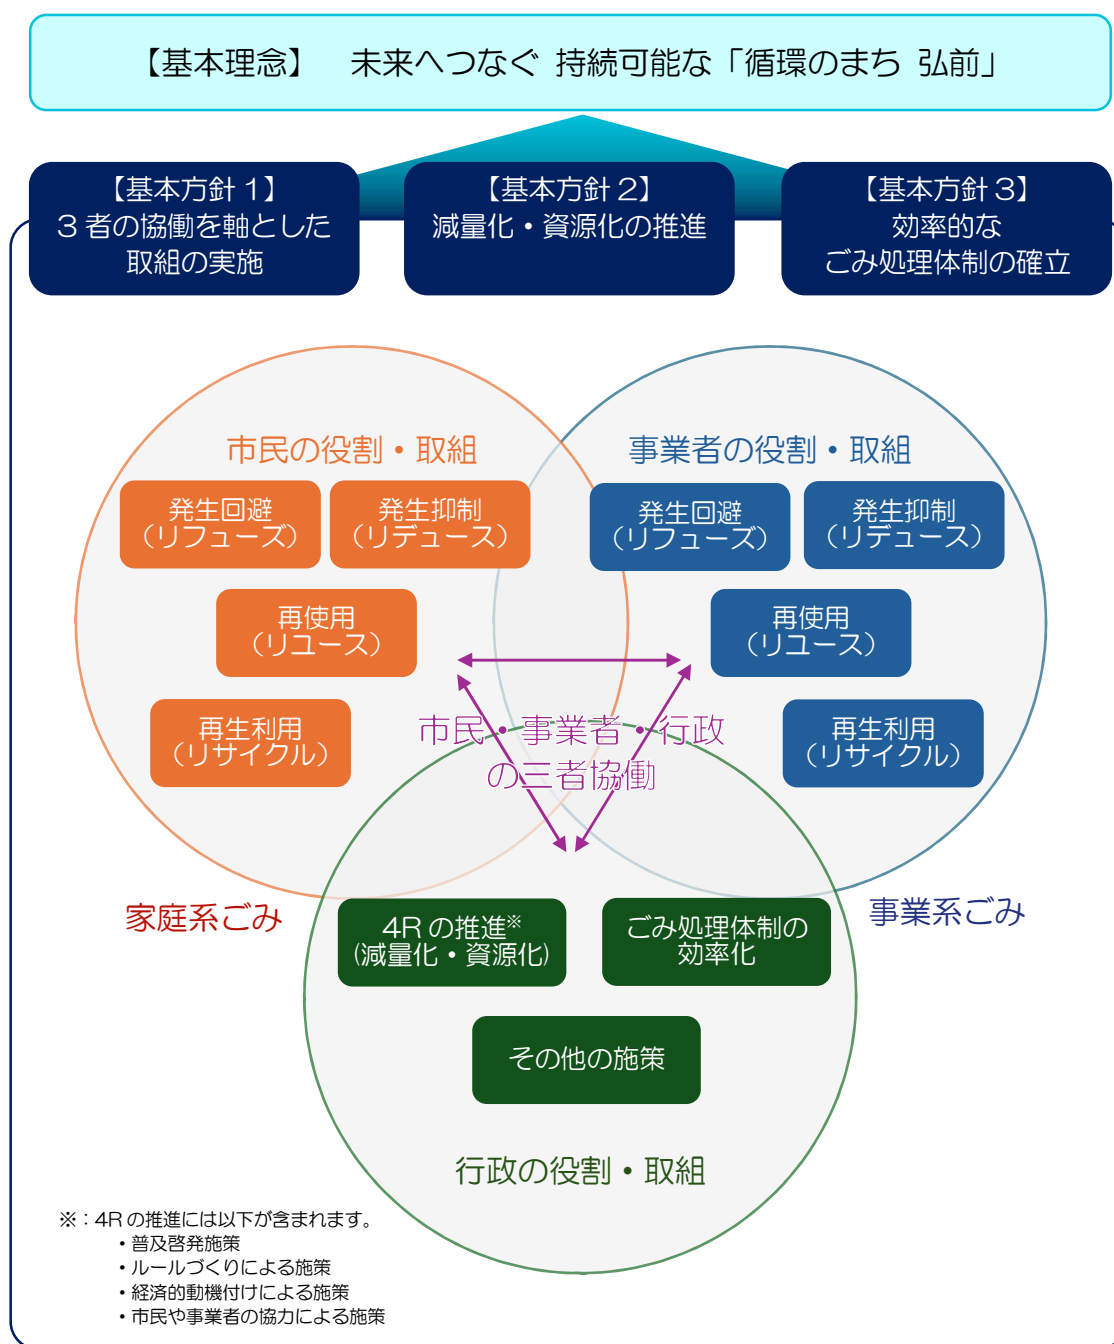 【基本理念】 未来へつなぐ 持続可能な「循環のまち 弘前」
【基本方針１】
３者の協働を軸とした
取組の実施
【基本方針２】
減量化・資源化の推進
【基本方針３】
効率的な
ごみ処理体制の確立
市民の役割・取組
事業者の役割・取組
発生回避
（リフューズ）
発生抑制
（リデュース）
発生回避
（リフューズ）
発生抑制
（リデュース）
再使用
（リユース）
再使用
（リユース）
再生利用
（リサイクル）
再生利用
（リサイクル）
市民・事業者・行政
の三者協働
家庭系ごみ
事業系ごみ
4Rの推進※
(減量化・資源化)
ごみ処理体制の
効率化
その他の施策
行政の役割・取組
※：4Rの推進には以下が含まれます。
・普及啓発施策
・ルールづくりによる施策
・経済的動機付けによる施策
・市民や事業者の協力による施策